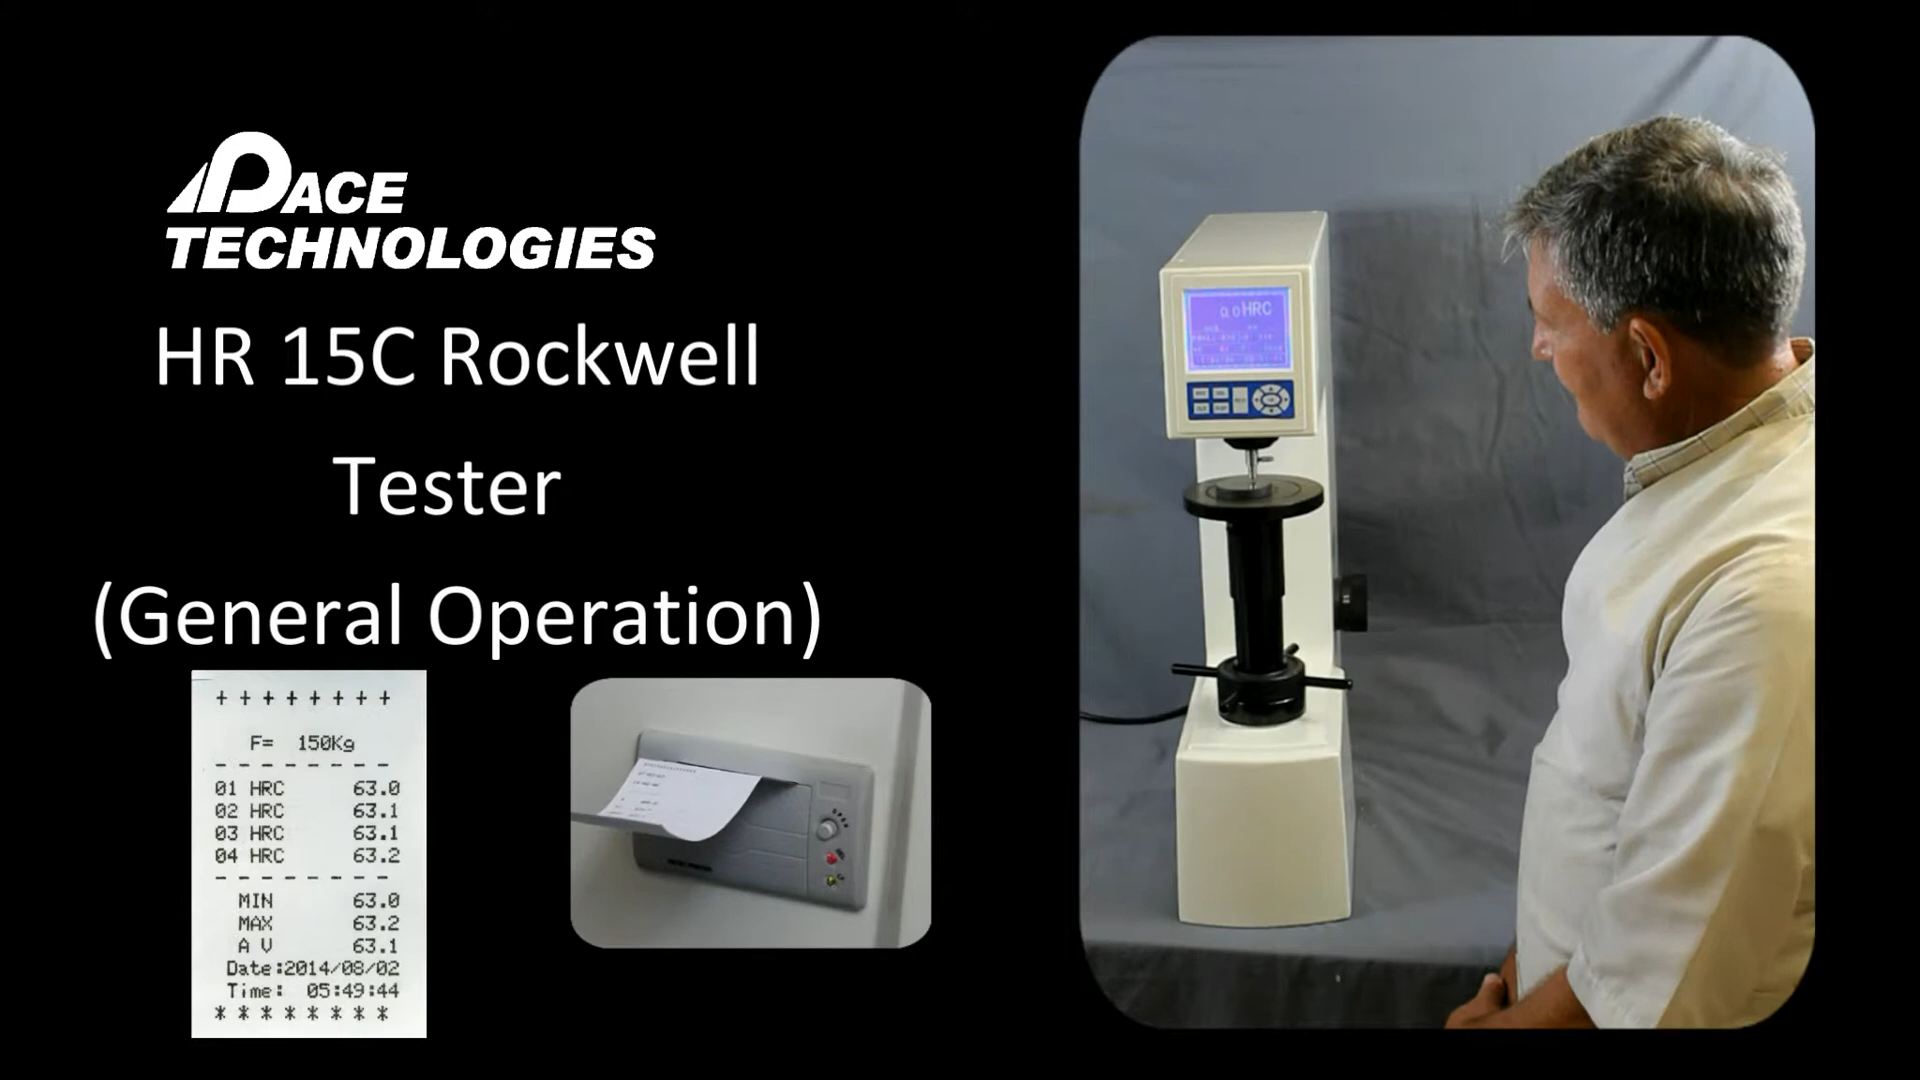 PACE
TECHNOLOGIES
HR 15C Rockwell
Tester
(General Operation)
+ + + + + + + +
F= 150Kg
- - - - - - - -
01 HRC 63.0
02 HRC 63.1
03 HRC 63.1
04 HRC 63.2
- - - - - - - -
MIN 63.0
MAX 63.2
A V 63.1
Date:2014/08/02
Time: 05:49:44
* * * * * * * *
0.0HRC